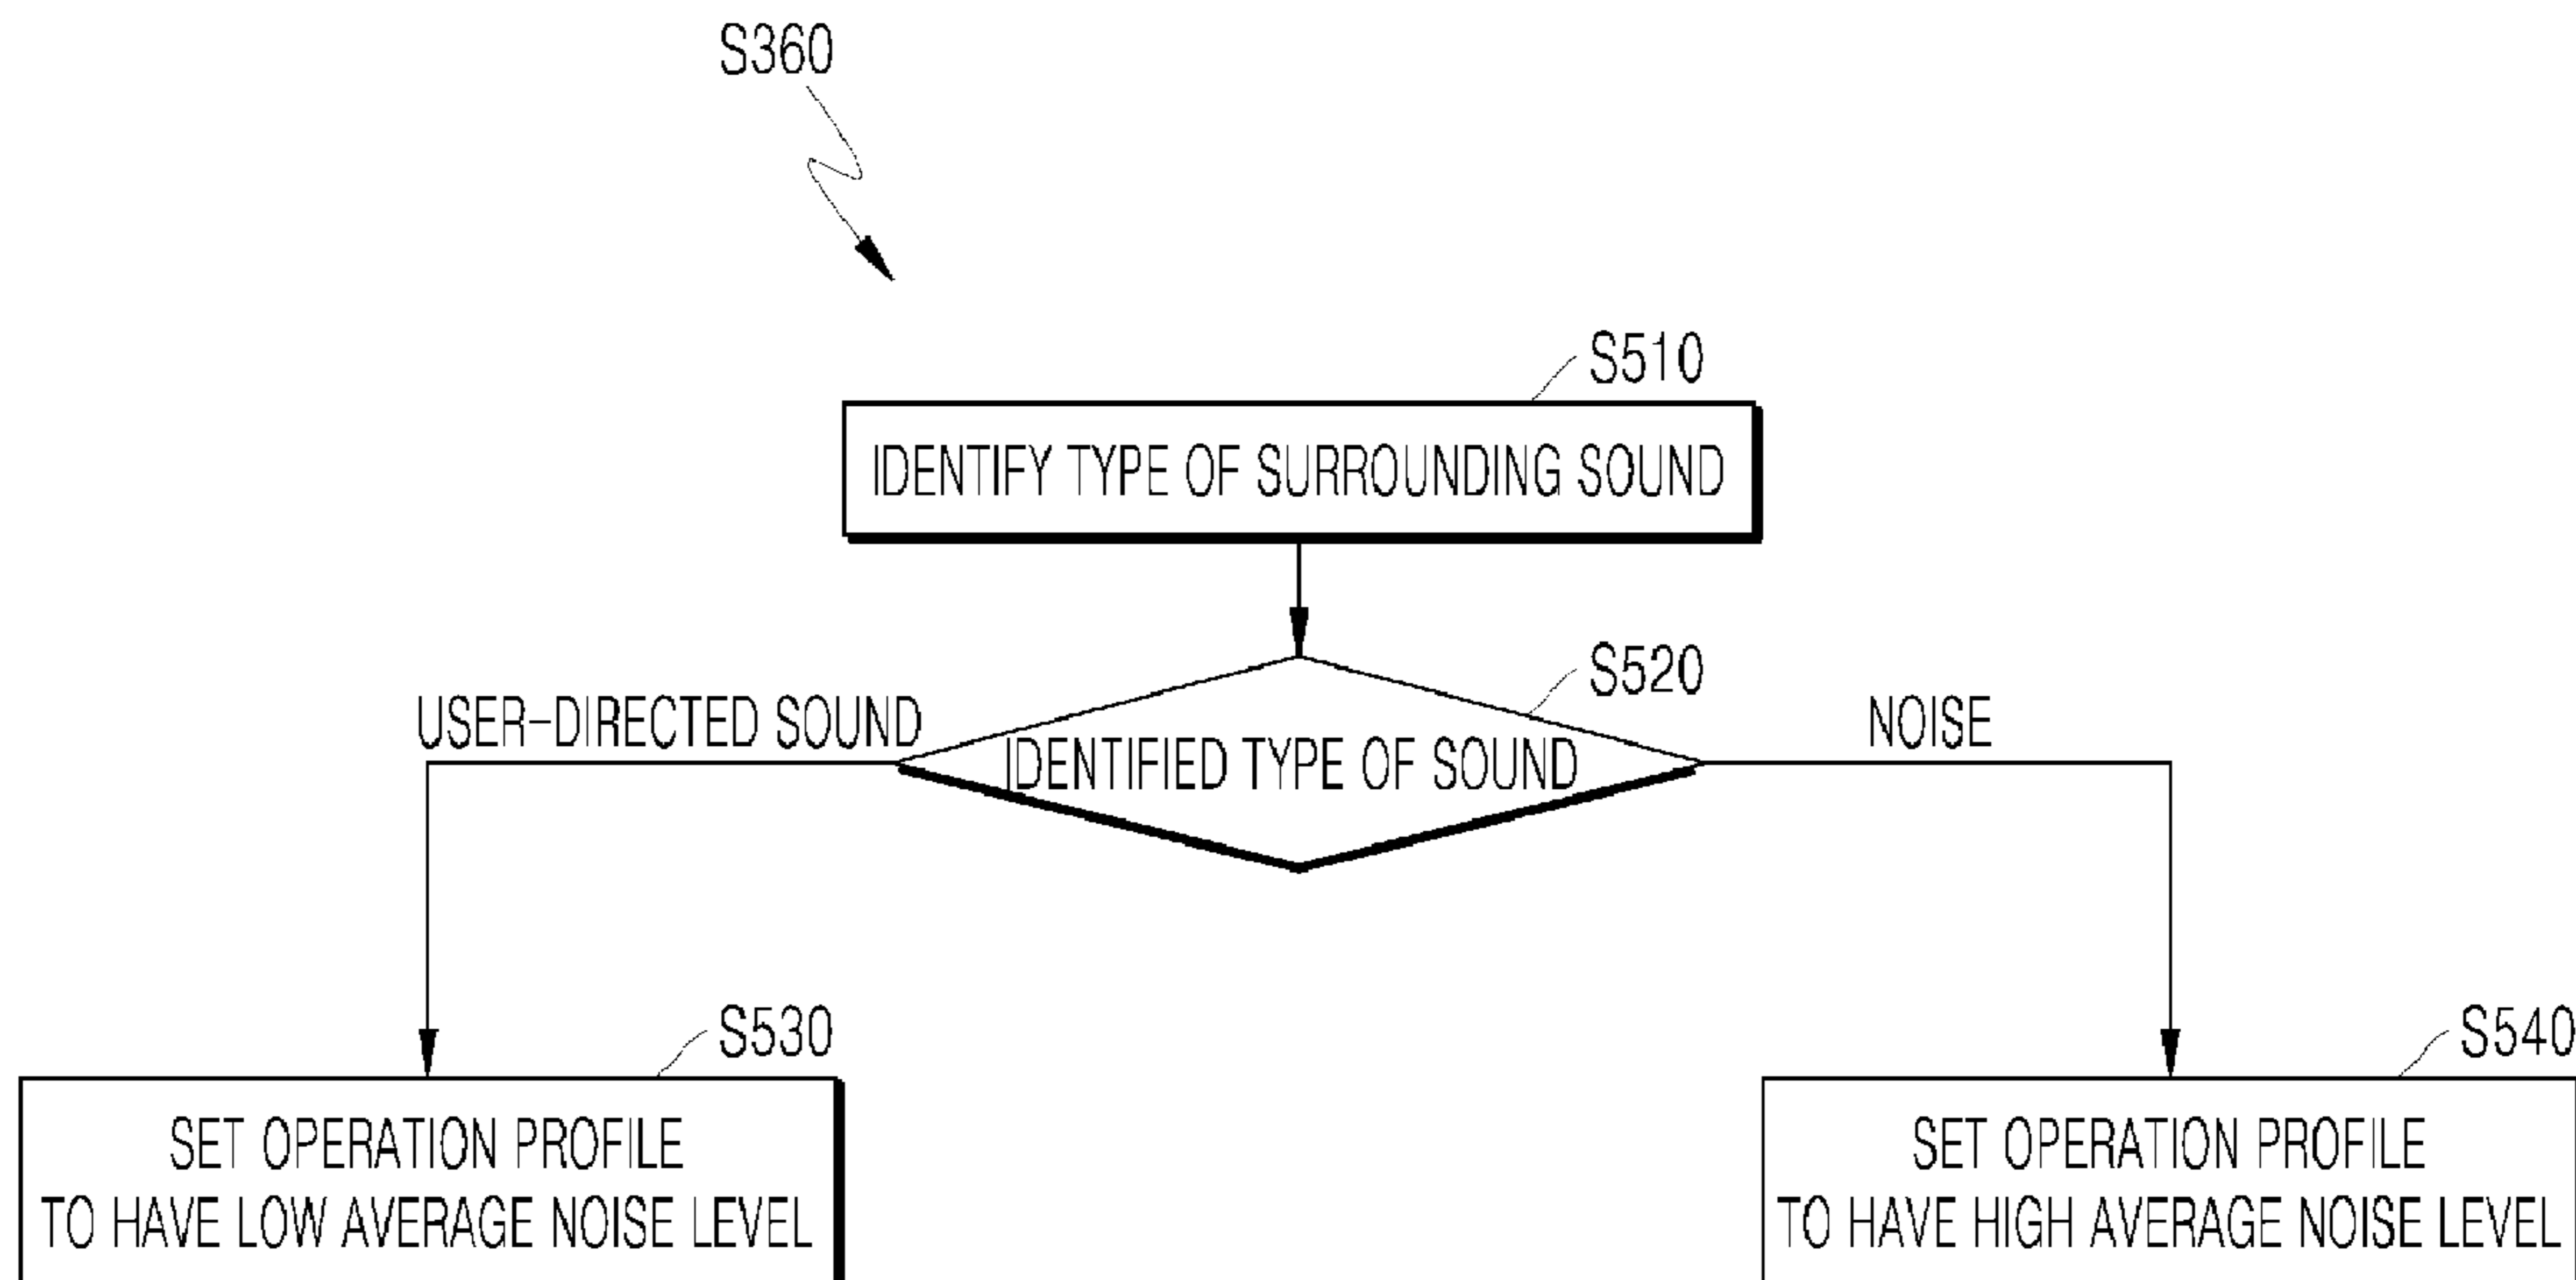 S360
S510
IDENTIFY TYPE OF SURROUNDING SOUND
S520
USER-DIRECTED SOUND
IDENTIFIED TYPE OF SOUND
NOISE
S530
SET OPERATION PROFILE
TO HAVE LOW AVERAGE NOISE LEVEL
S540
SET OPERATION PROFILE
TO HAVE HIGH AVERAGE NOISE LEVEL